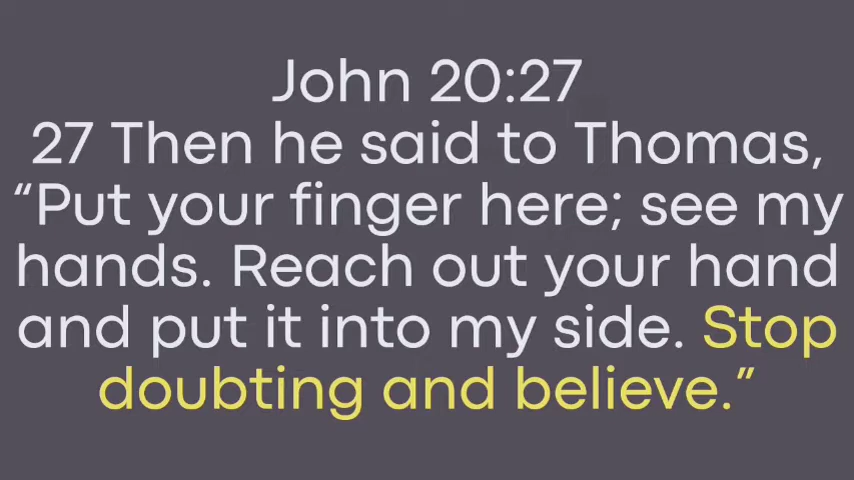 John 20:27
27 Then he said to Thomas,
“Put your finger here; see my
hands. Reach out your hand
and put it into my side. Stop
doubting and believe.”